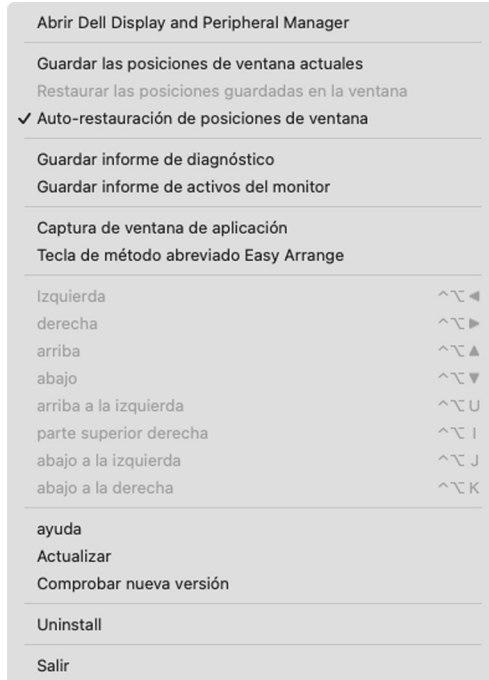 Abrir Dell Display and Peripheral Manager
Guardar las posiciones de ventana actuales
Restaurar las posiciones guardadas en la ventana
✓ Auto-restauración de posiciones de ventana
Guardar informe de diagnóstico
Guardar informe de activos del monitor
Captura de ventana de aplicación
Tecla de método abreviado Easy Arrange
Izquierda ^⌥◀
derecha ^⌥▶
arriba ^⌥▲
abajo ^⌥▼
arriba a la izquierda ^⌥U
parte superior derecha ^⌥I
abajo a la izquierda ^⌥J
abajo a la derecha ^⌥K
ayuda
Actualizar
Comprobar nueva versión
Uninstall
Salir